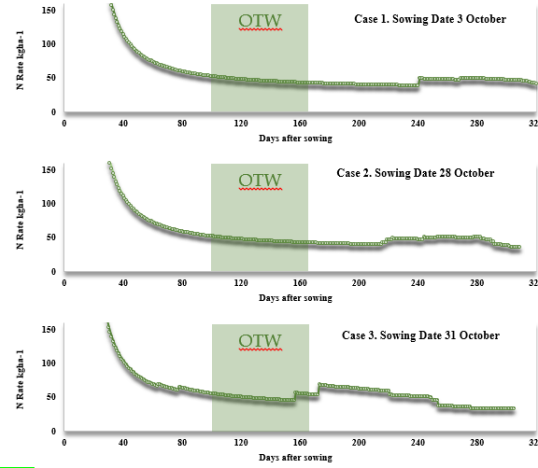 150
100
50
0
N Rate kgha-1
OTW
Case 1. Sowing Date 3 October
0 40 80 120 160 200 240 280 32
Days after sowing
150
100
50
0
N Rate kgha-1
OTW
Case 2. Sowing Date 28 October
0 40 80 120 160 200 240 280 32
Days after sowing
150
100
50
0
N Rate kgha-1
OTW
Case 3. Sowing Date 31 October
0 40 80 120 160 200 240 280 32
Days after sowing